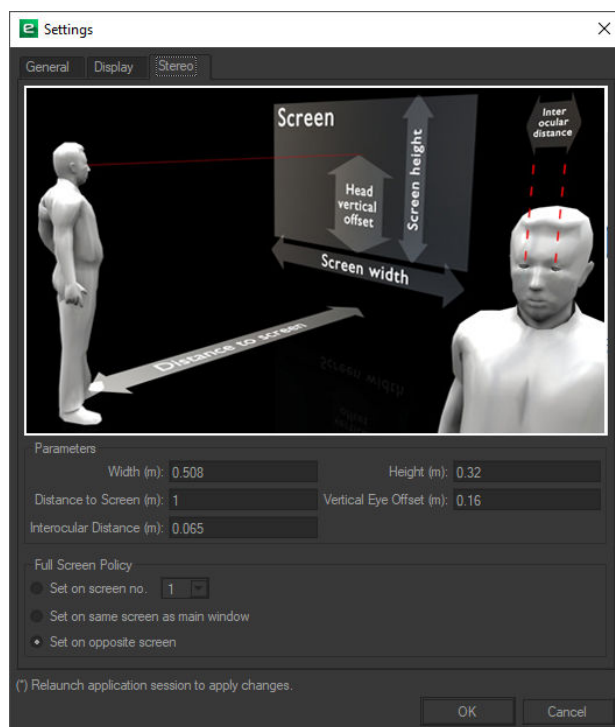 Settings
General Display Stereo
Screen
Head
vertical
offset
Screen height
Screen width
Distance to screen
Inter
ocular
distance
Screen width
Parameters
Width (m): 0.508 Height (m): 0.32
Distance to Screen (m): 1 Vertical Eye Offset (m): 0.16
Interocular Distance (m): 0.065
Full Screen Policy
Set on screen no. 1
Set on same screen as main window
Set on opposite screen
(*) Relaunch application session to apply changes.
OK Cancel